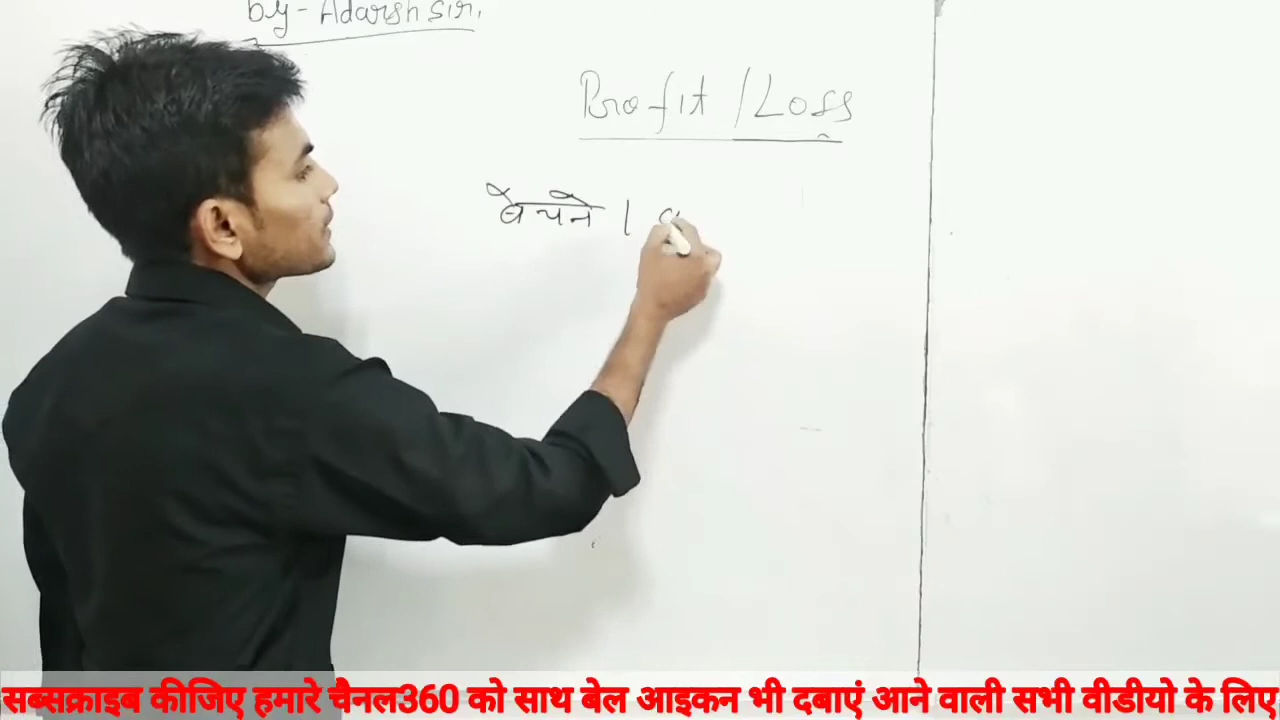 by- Adarsh Sir,
Profit / Loss
बेचने /
सब्सक्राइब कीजिए हमारे चैनल360 को साथ बेल आइकन भी दबाएं आने वाली सभी वीडीयो के लिए